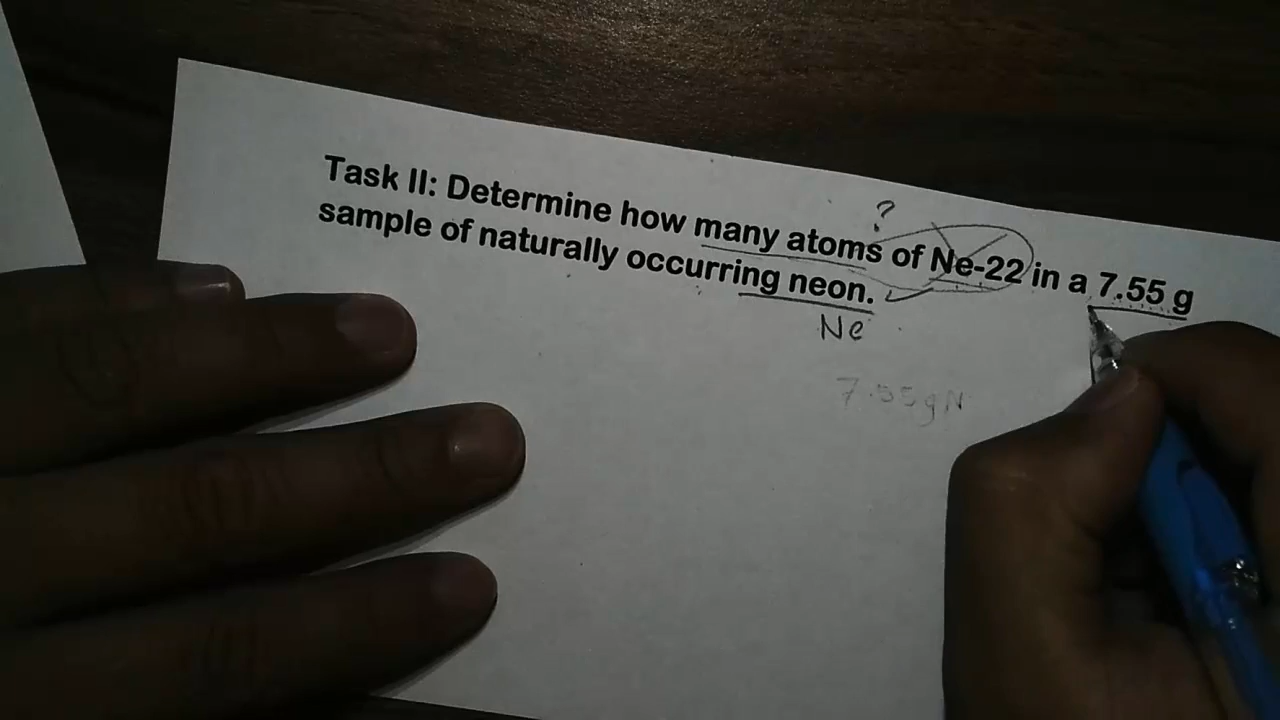 Task II: Determine how many atoms of Ne-22 in a 7.55 g
sample of naturally occurring neon.
?
Ne
7.55gN